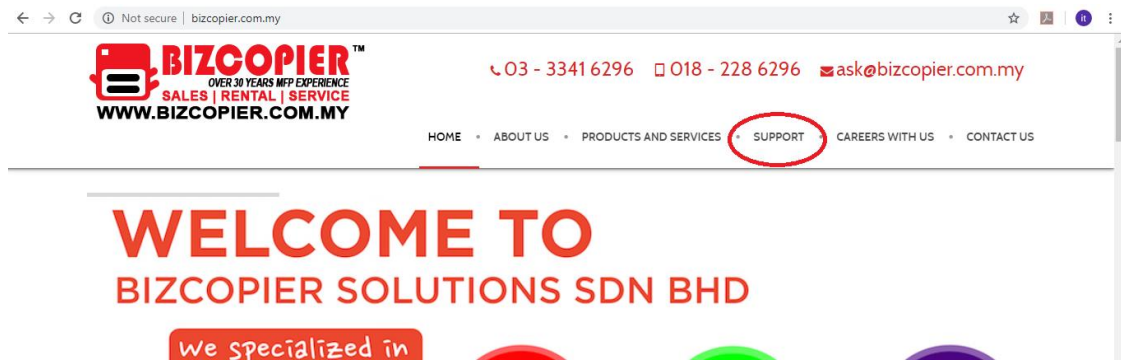 Not secure | bizcopier.com.my
it
BIZCOPIER™
OVER 30 YEARS MFP EXPERIENCE
SALES | RENTAL | SERVICE
WWW.BIZCOPIER.COM.MY
03 - 3341 6296 018 - 228 6296 ask@bizcopier.com.my
HOME • ABOUT US • PRODUCTS AND SERVICES • SUPPORT • CAREERS WITH US • CONTACT US
WELCOME TO
BIZCOPIER SOLUTIONS SDN BHD
We specialized in